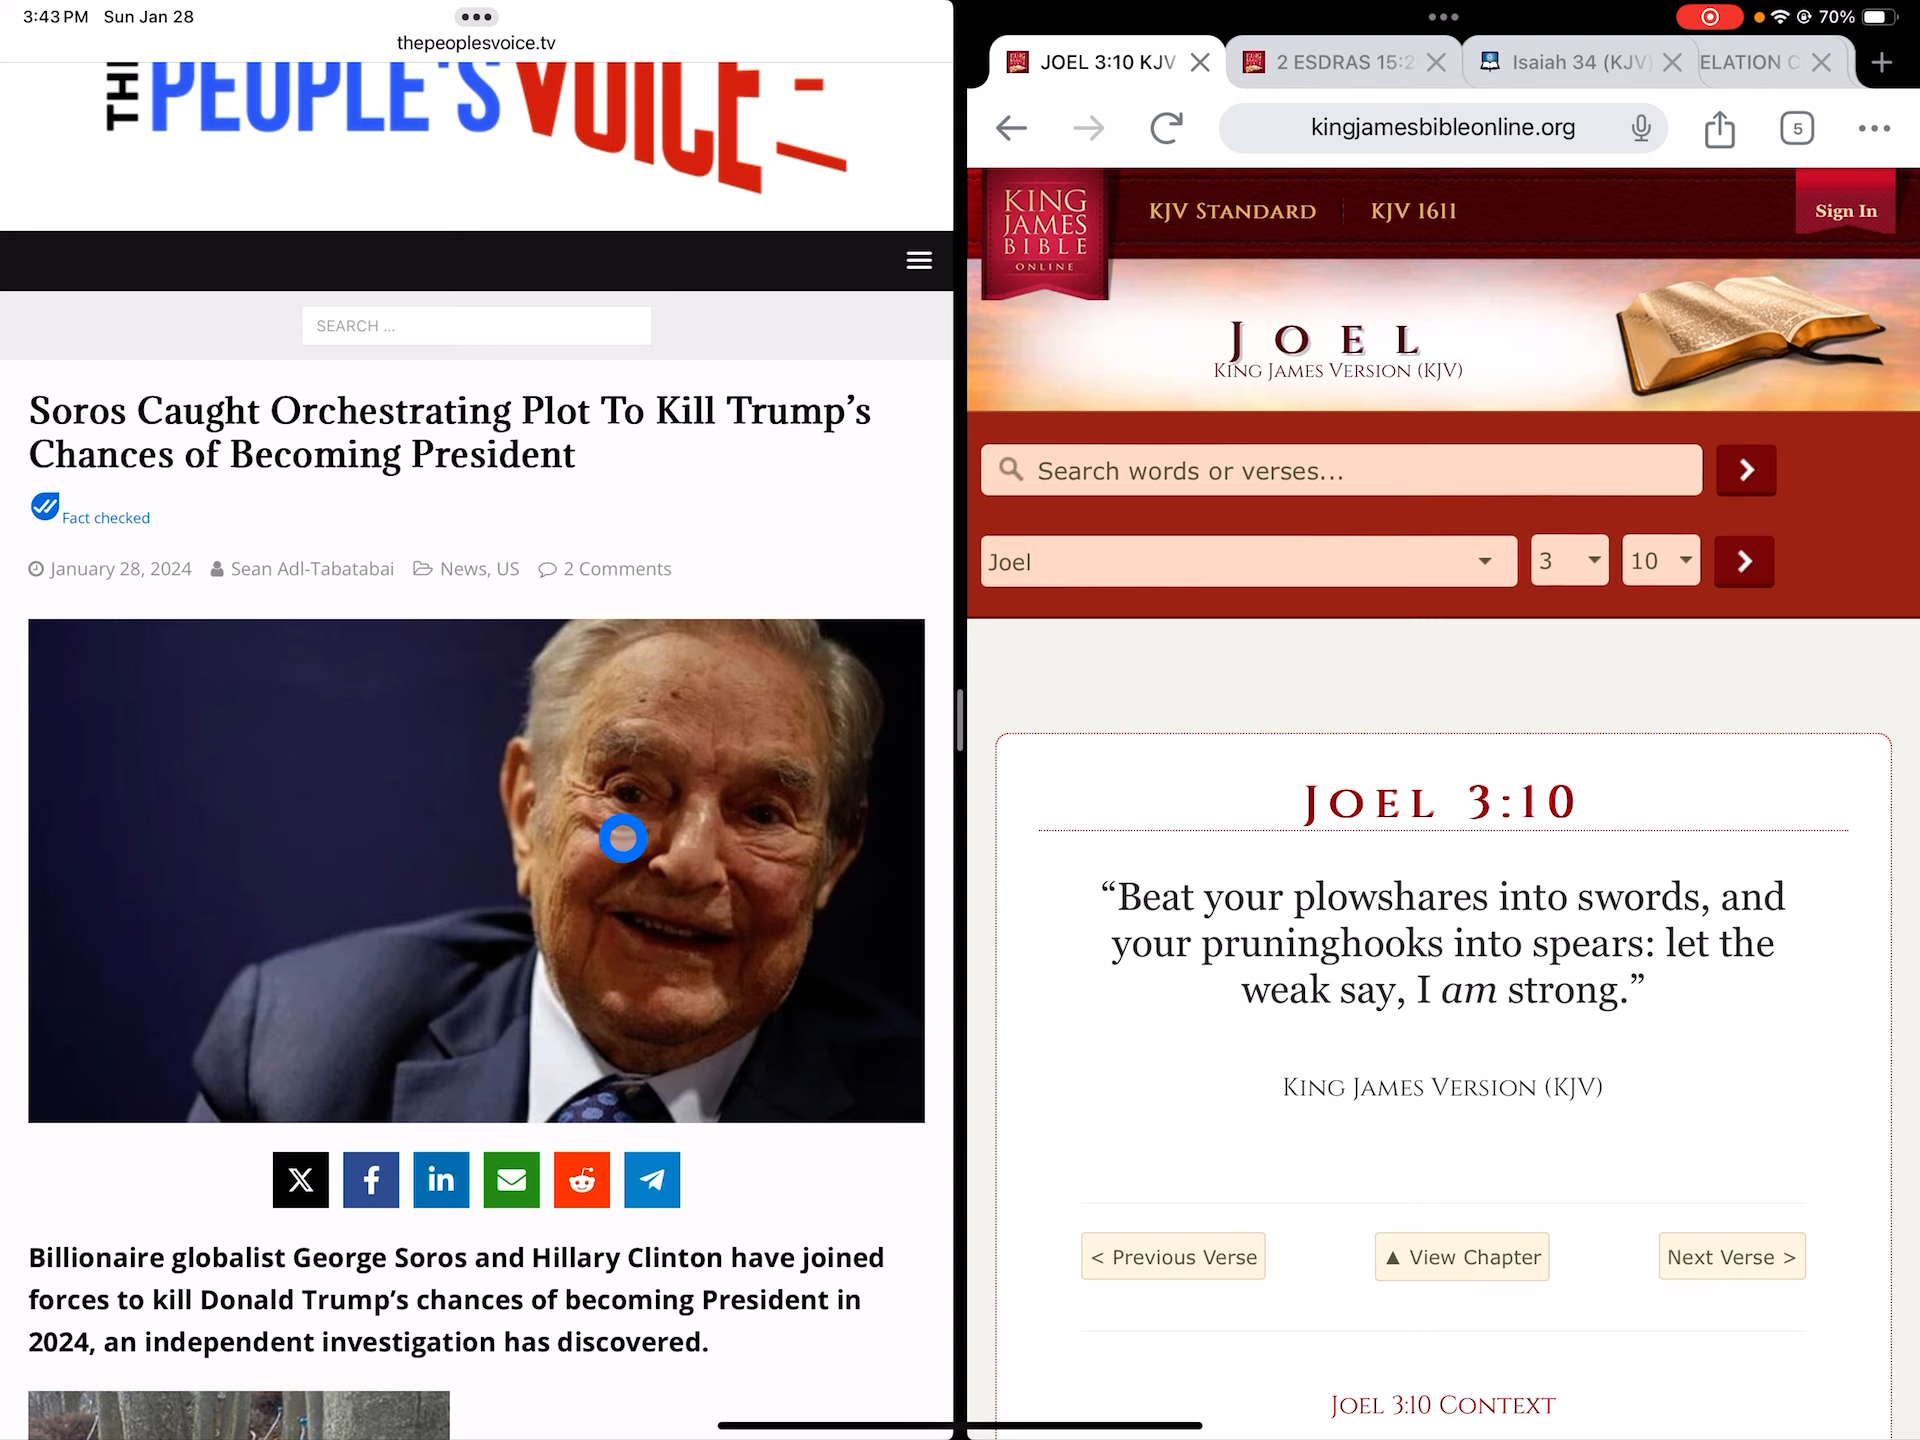 3:43 PM Sun Jan 28
thepeoplesvoice.tv
THE PEOPLE'S VOICE
SEARCH ...
Soros Caught Orchestrating Plot To Kill Trump's
Chances of Becoming President
Fact checked
January 28, 2024 Sean Adl-Tabatabai News, US 2 Comments
Billionaire globalist George Soros and Hillary Clinton have joined
forces to kill Donald Trump's chances of becoming President in
2024, an independent investigation has discovered.
70%
JOEL 3:10 KJV
2 ESDRAS 15:2
Isaiah 34 (KJV)
ELATION C
kingjamesbibleonline.org
5
KING
JAMES
BIBLE
ONLINE
KJV STANDARD
KJV 1611
Sign In
JOEL
KING JAMES VERSION (KJV)
Search words or verses...
Joel
3
10
JOEL 3:10
“Beat your plowshares into swords, and
your pruninghooks into spears: let the
weak say, I am strong.”
KING JAMES VERSION (KJV)
< Previous Verse
▲ View Chapter
Next Verse >
JOEL 3:10 CONTEXT